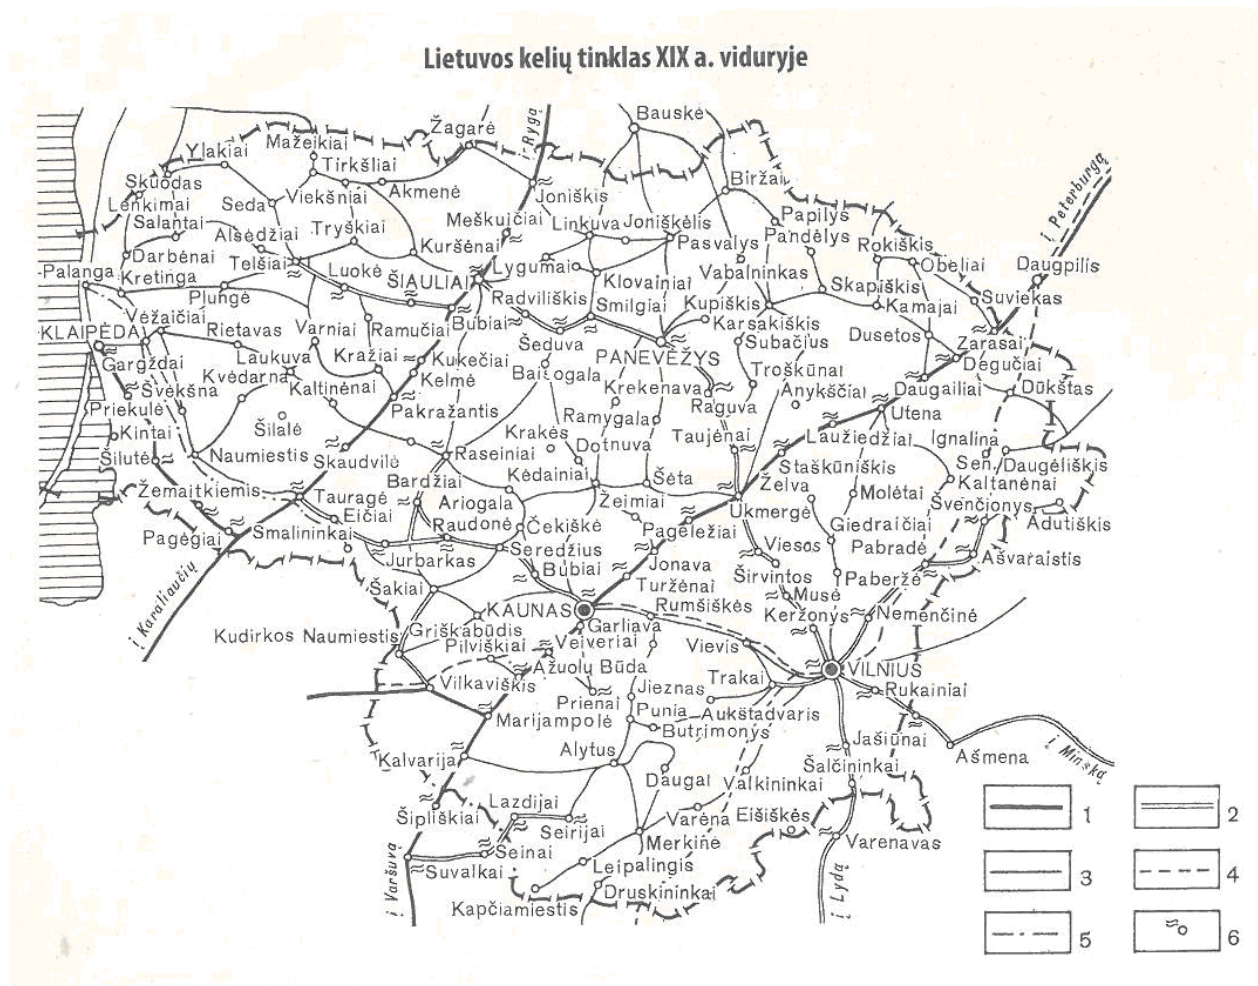 Lietuvos kelių tinklas XIX a. viduryje
Žagarė
į Rygą
Bauskė
Ylakiai
Mažeikiai
Tirkšliai
Skuodas
Lenkimai
Viekšniai
Akmenė
Joniškis
Biržai
į Peterburgą
Seda
Salantai
Alsėdžiai
Tryškiai
Meškuičiai
Linkuva
Joniškėlis
Papilys
Pandėlys
Darbėnai
Kuršėnai
Pasvalys
Rokiškis
Palanga
Kretinga
Telšiai
Luokė
ŠIAULIAI
Lygumai
Klovainiai
Vabalninkas
Obeliai
Daugpilis
Plungė
Radviliškis
Smilgiai
Kupiškis
Skapiškis
Kamajai
Suviekas
KLAIPĖDA
Vėžaičiai
Rietavas
Varniai
Ramučiai
Bubiai
Karsakiškis
Subačius
Dusetos
Zarasai
Gargždai
Laukuva
Kražiai
Kukečiai
Šeduva
PANEVĖŽYS
Degučiai
Švėkšna
Kvėdarna
Kaltinėnai
Kelmė
Baisogala
Krekenava
Troškūnai
Anykščiai
Daugailiai
Dūkštas
Priekulė
Pakražantis
Ramygala
Raguva
Utena
Kintai
Šilalė
Krakės
Dotnuva
Taujėnai
Laužiedžiai
Ignalina
Šilutė
Naumiestis
Skaudvilė
Raseiniai
Kėdainiai
Šėta
Staškūniškis
Sen. Daugėliškis
Žemaitkiemis
Tauragė
Bardžiai
Ariogala
Žeimiai
Želva
Molėtai
Kaltanėnai
Eičiai
Raudonė
Čekiškė
Ukmergė
Švenčionys
Adutiškis
Pagėgiai
Smalininkai
Pageležiai
Giedraičiai
Jurbarkas
Seredžius
Viesos
Pabradė
Ašvaraistis
Bubiai
Jonava
į Karaliaučių
Šakiai
Turžėnai
Širvintos
Paberžė
KAUNAS
Rumšiškės
Musė
Keržonys
Nemenčinė
Kudirkos Naumiestis
Griškabūdis
Garliava
Pilviškiai
Veiveriai
Vievis
VILNIUS
Ažuolų Būda
Vilkaviškis
Jieznas
Trakai
Rukainiai
Prienai
Marijampolė
Punia
Aukštadvaris
Butrimonys
Alytus
Jašiūnai
Ašmena
į Minską
Kalvarija
Daugai
Valkininkai
Šalčininkai
Šipliškiai
Lazdijai
Seirijai
Varėna
Eišiškės
Merkinė
Varenavas
Seinai
Suvalkai
Leipalingis
į Varšuvą
Kapčiamiestis
Druskininkai
į Lydą
1
2
3
4
5
6